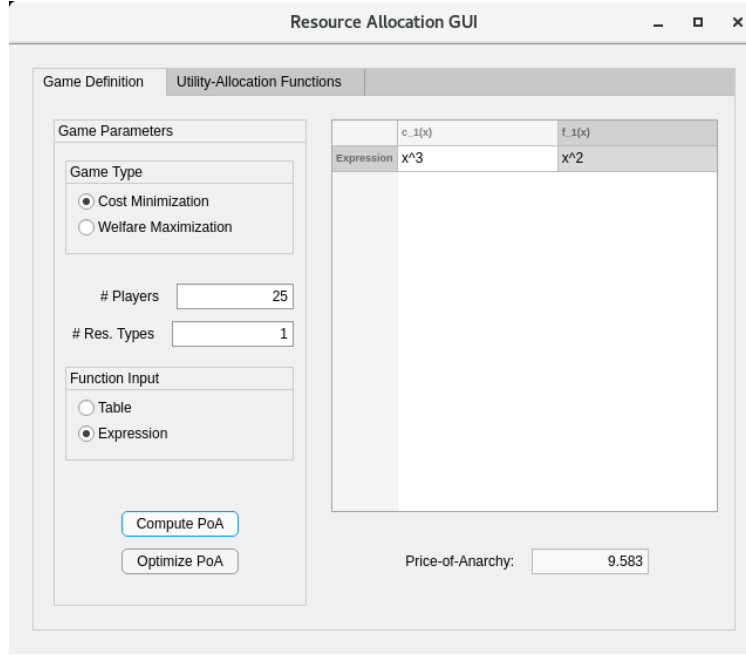 Resource Allocation GUI
Game Definition
Utility-Allocation Functions
Game Parameters
Game Type
Cost Minimization
Welfare Maximization
# Players 25
# Res. Types 1
Function Input
Table
Expression
Compute PoA
Optimize PoA
c_1(x) f_1(x)
Expression x^3 x^2
Price-of-Anarchy: 9.583